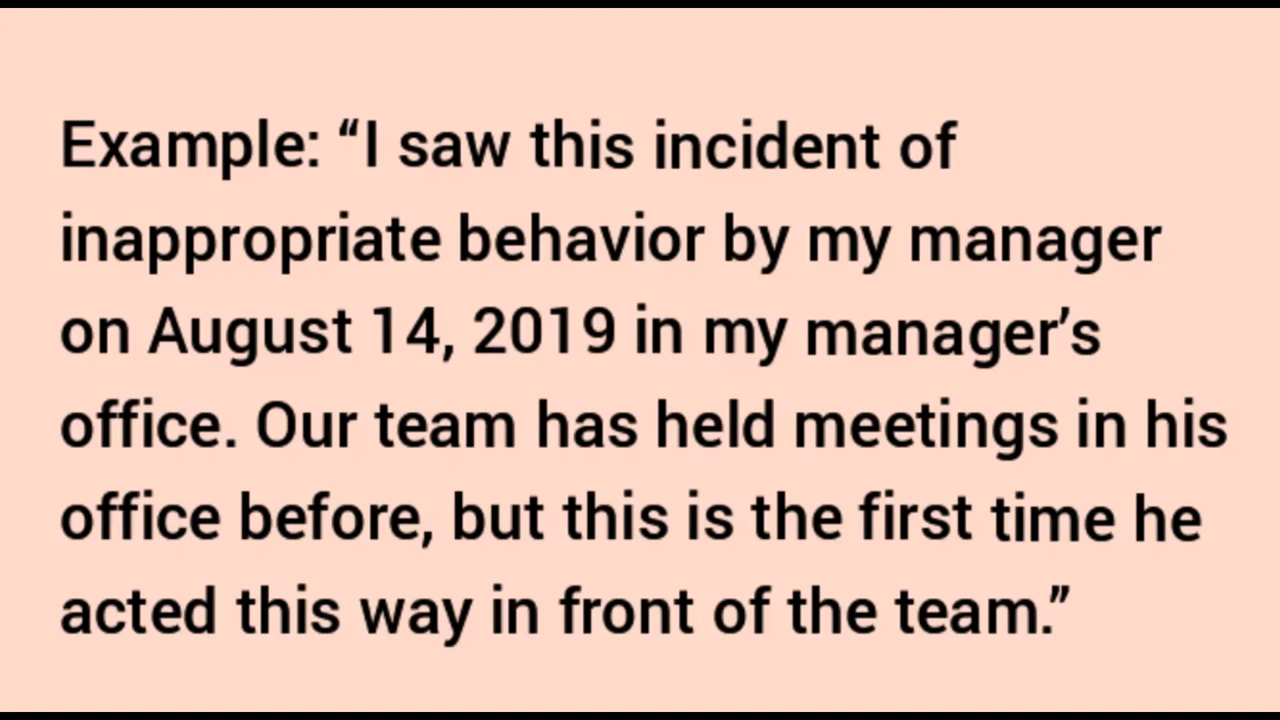 Example: “I saw this incident of
inappropriate behavior by my manager
on August 14, 2019 in my manager’s
office. Our team has held meetings in his
office before, but this is the first time he
acted this way in front of the team.”